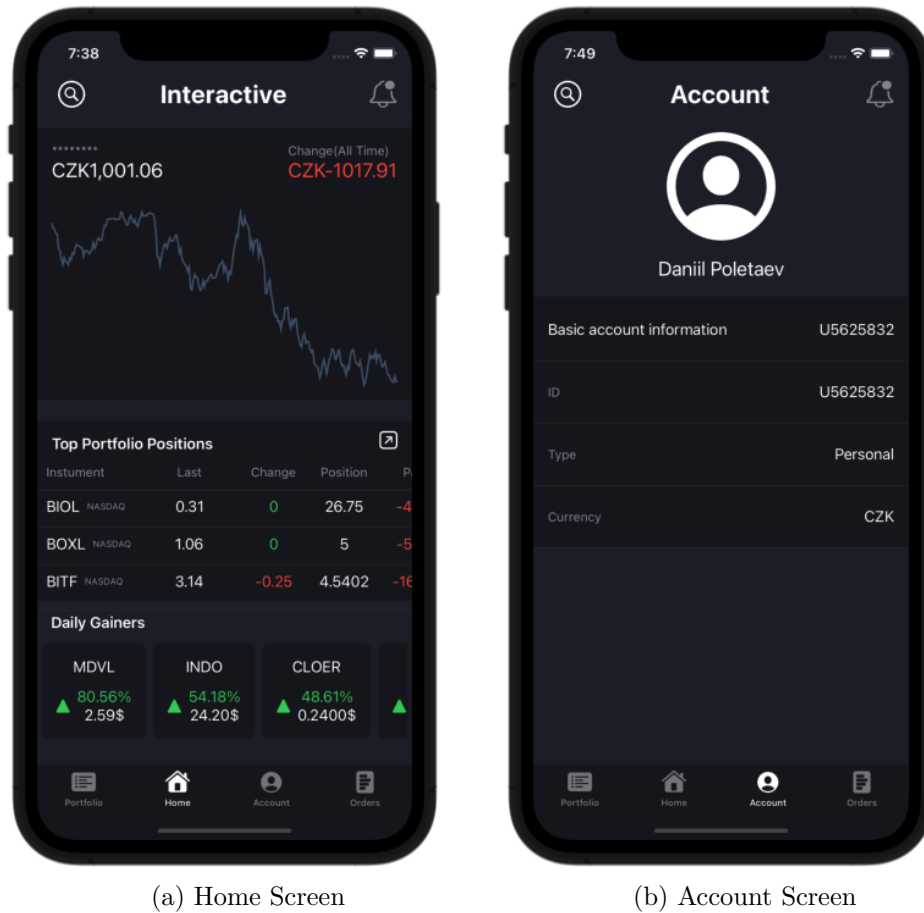 7:38
Interactive
********
Change(All Time)
CZK1,001.06
CZK-1017.91
Top Portfolio Positions
Instument Last Change Position P
BIOL NASDAQ 0.31 0 26.75 -4
BOXL NASDAQ 1.06 0 5 -5
BITF NASDAQ 3.14 -0.25 4.5402 -16
Daily Gainers
MDVL INDO CLOER
80.56% 54.18% 48.61%
2.59$ 24.20$ 0.2400$
Portfolio Home Account Orders
(a) Home Screen
7:49
Account
Daniil Poletaev
Basic account information U5625832
ID U5625832
Type Personal
Currency CZK
Portfolio Home Account Orders
(b) Account Screen